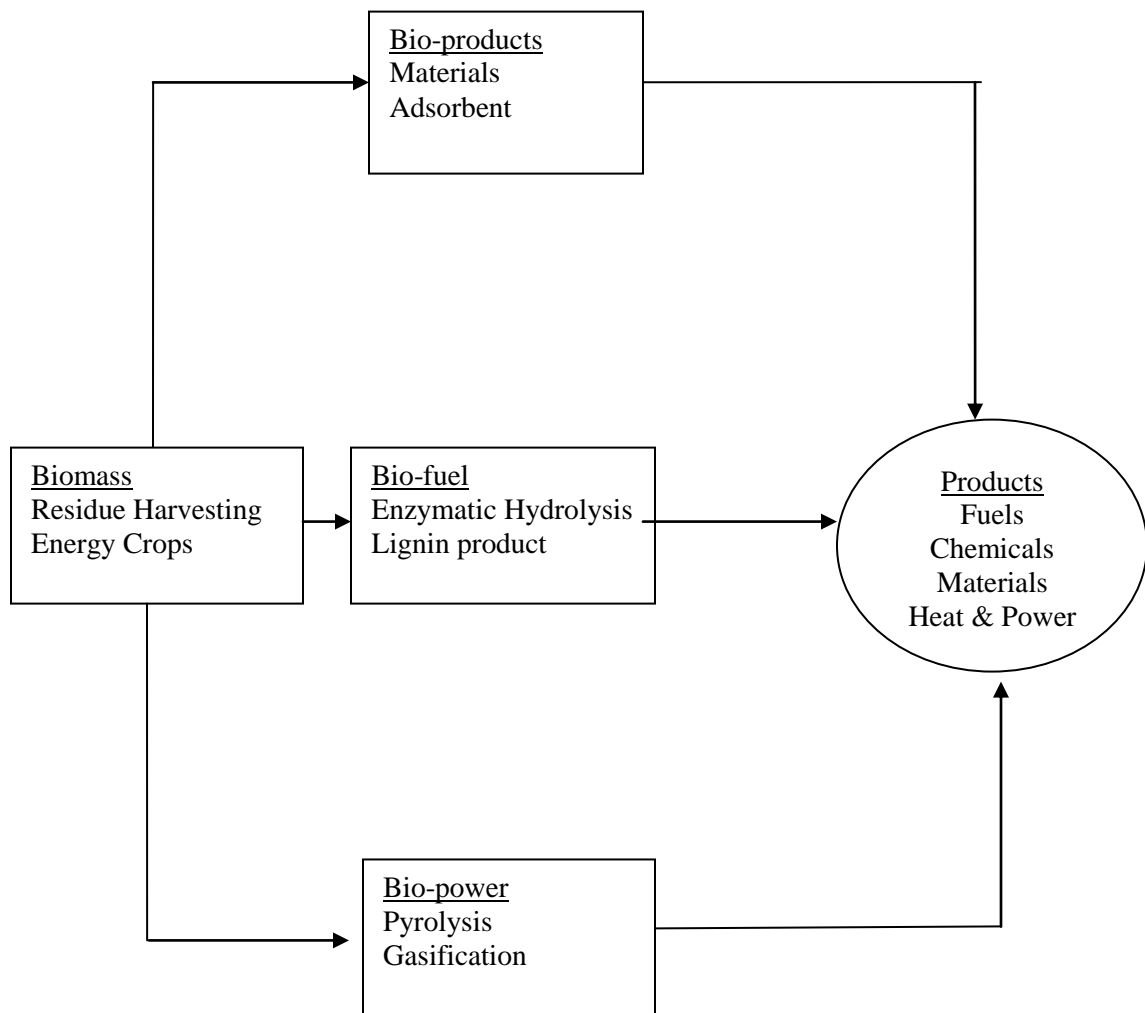 Bio-products
Materials
Adsorbent
Biomass
Residue Harvesting
Energy Crops
Bio-fuel
Enzymatic Hydrolysis
Lignin product
Products
Fuels
Chemicals
Materials
Heat & Power
Bio-power
Pyrolysis
Gasification